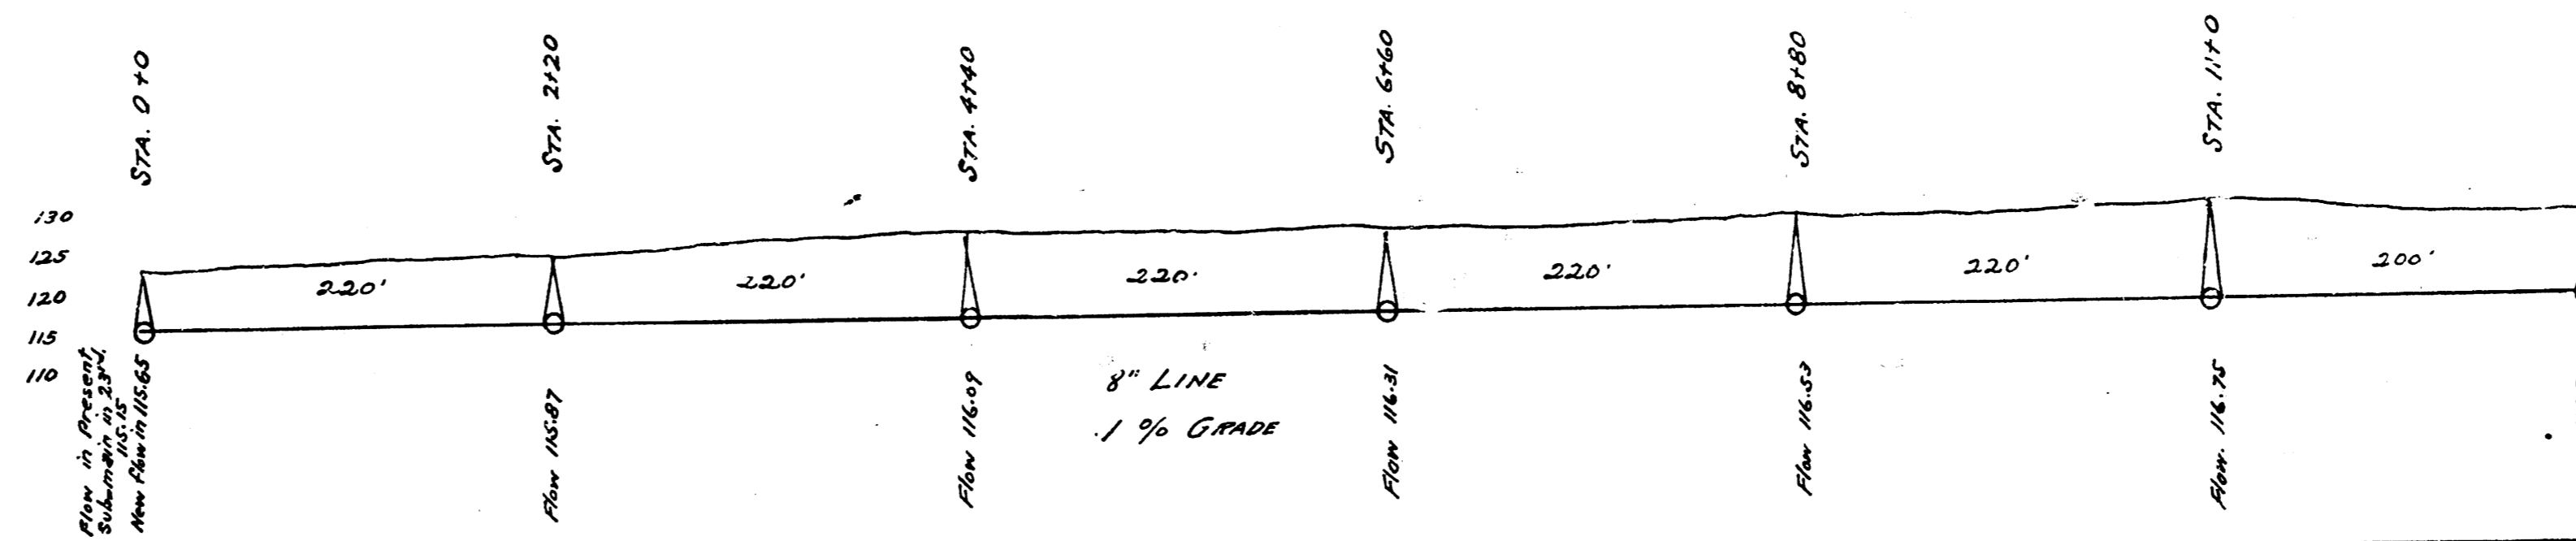 STA. 0+0
STA. 2+20
STA. 4+40
STA. 6+60
STA. 8+80
STA. 11+0
130
125
120
115
110
220'
220'
220'
220'
220'
200'
Flow in Present
Submain in 23rd.
115.15
New flow in 115.65
Flow 115.87
Flow 116.09
8" LINE
.1 % GRADE
Flow 116.31
Flow 116.53
Flow. 116.75